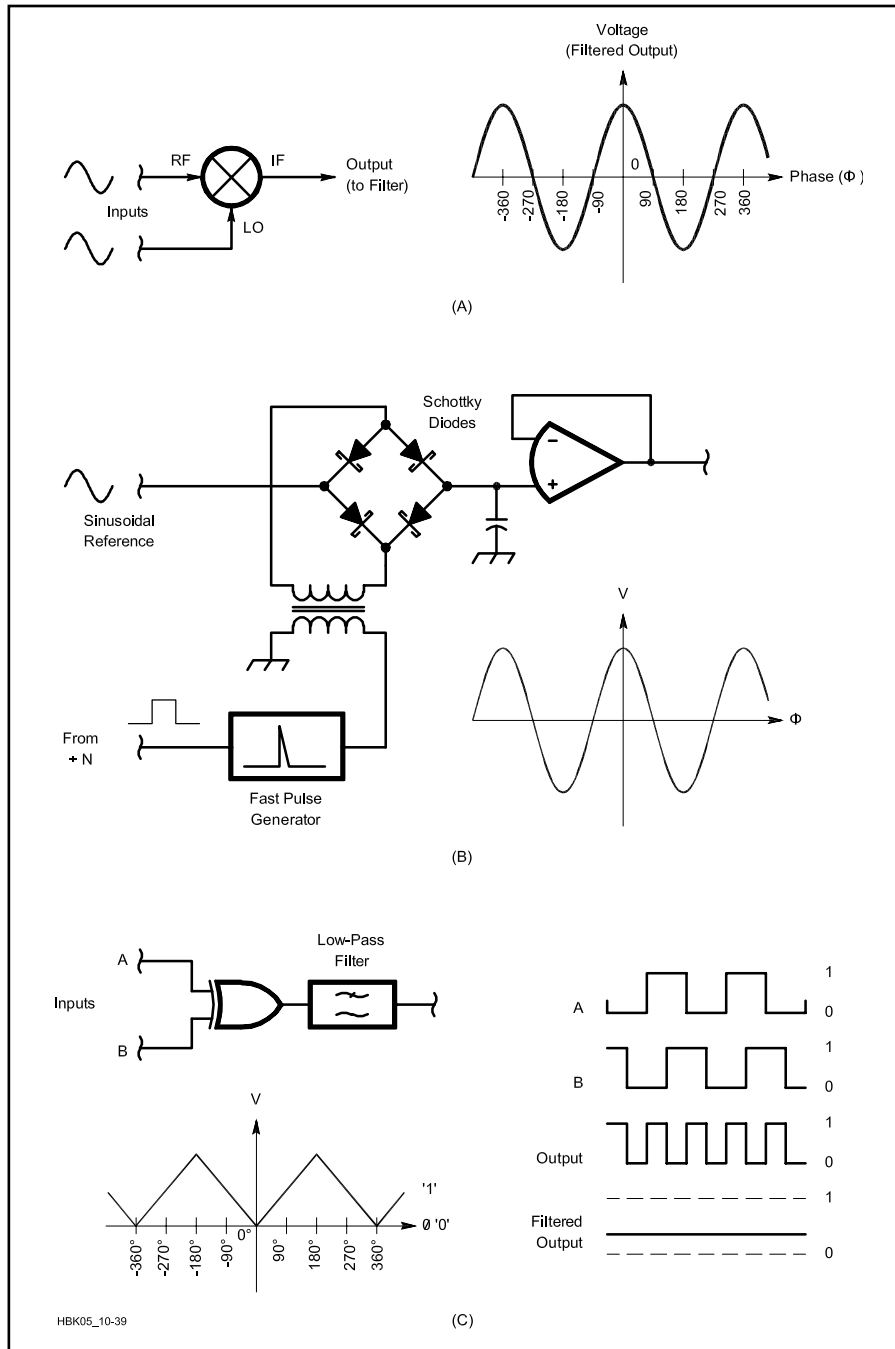 Voltage
(Filtered Output)
RF
IF
Output
(to Filter)
Inputs
LO
0
Phase (Φ)
-360
-270
-180
-90
90
180
270
360
(A)
Schottky
Diodes
−
+
Sinusoidal
Reference
V
Φ
From
+ N
Fast Pulse
Generator
(B)
Low-Pass
Filter
A
Inputs
B
A
1
0
B
1
0
Output
1
0
1
Filtered
Output
0
V
'1'
0°
Ø '0'
-360°
-270°
-180°
-90°
90°
180°
270°
360°
HBK05_10-39
(C)